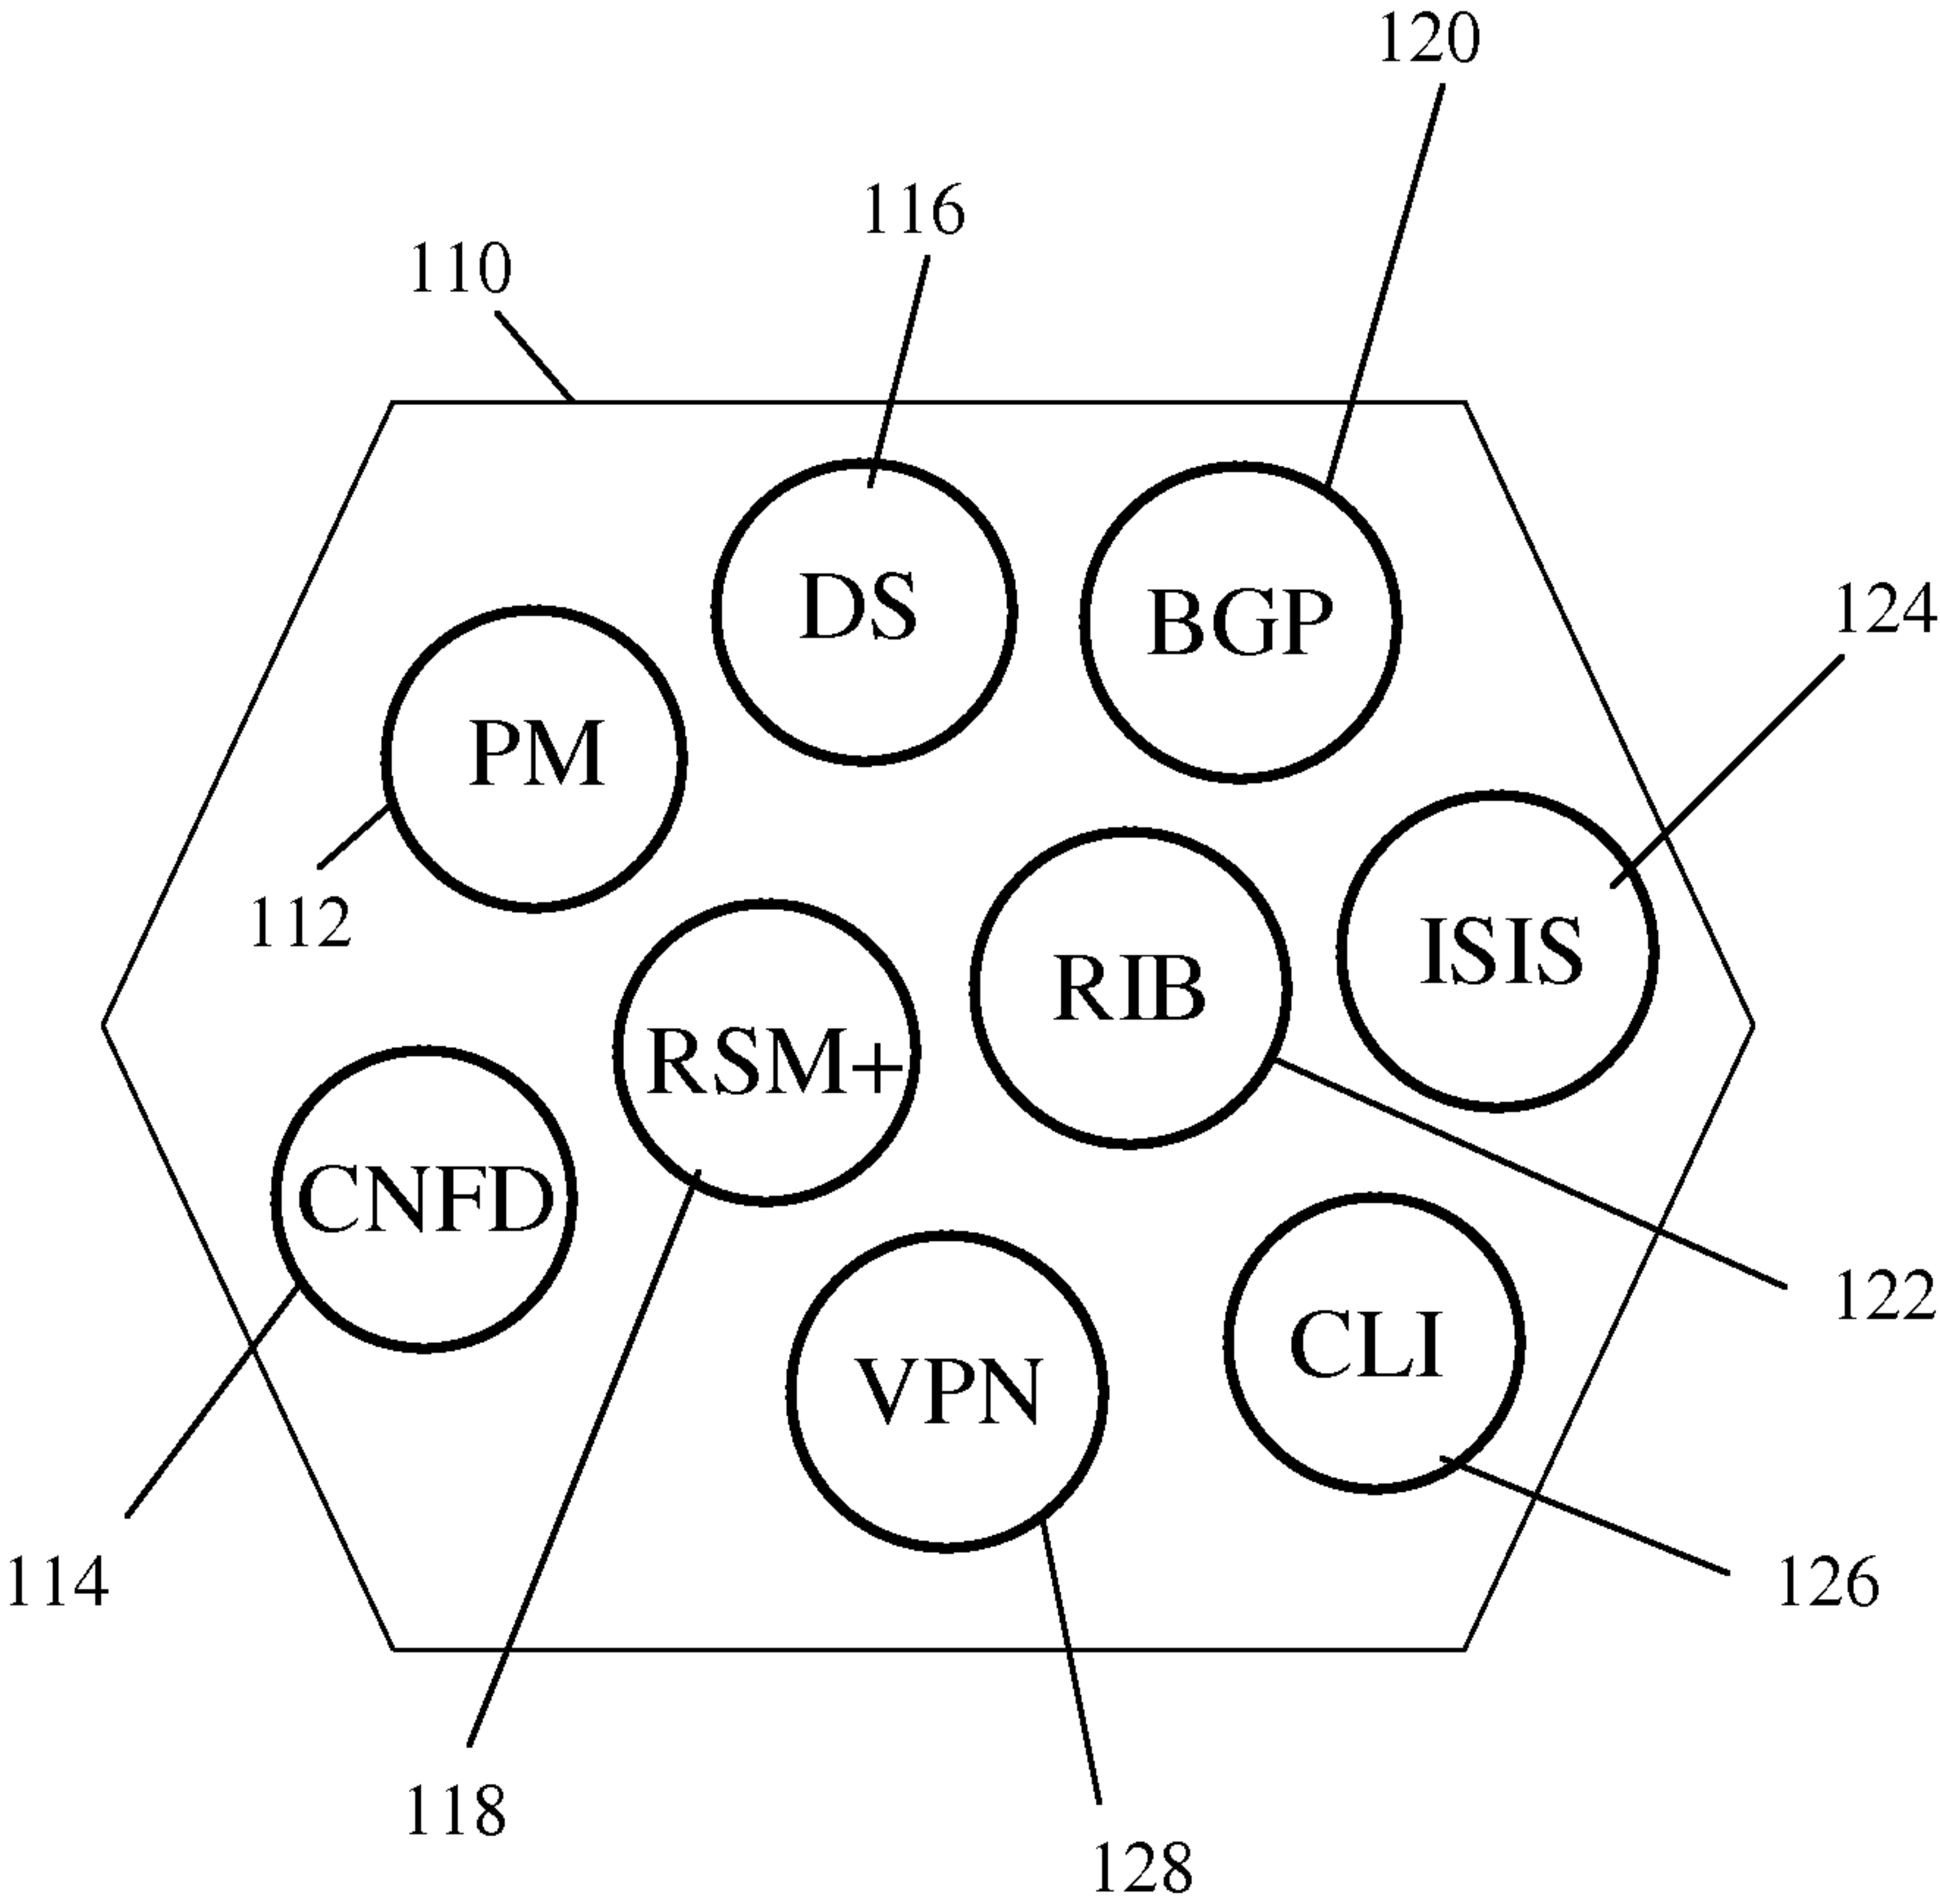 120
116
110
DS
BGP
124
PM
112
ISIS
RIB
RSM+
CNFD
122
CLI
VPN
114
126
118
128